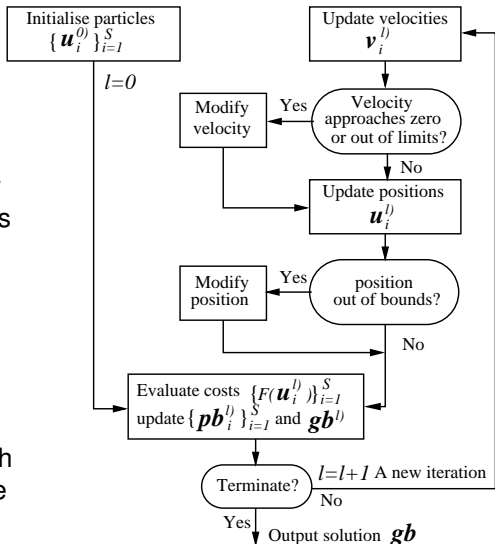 Initialise particles
{u_i^{0)}}_{i=1}^S
l=0
Update velocities
v_i^{l)}
Modify
velocity
Yes
Velocity
approaches zero
or out of limits?
No
Update positions
u_i^{l)}
s
Modify
position
Yes
position
out of bounds?
No
Evaluate costs {F(u_i^{l)})}_{i=1}^S
update {pb_i^{l)}}_{i=1}^S and gb^{l)}
h
e
Terminate?
l=l+1 A new iteration
No
Yes
Output solution gb